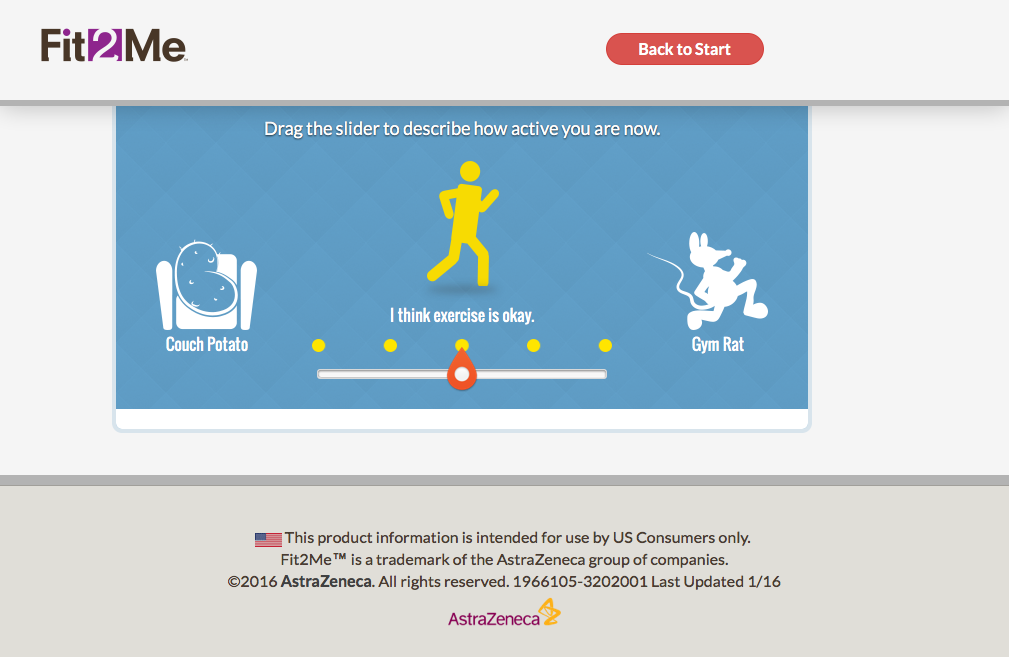 Fit2Me™
Back to Start
Drag the slider to describe how active you are now.
I think exercise is okay.
Couch Potato
Gym Rat
This product information is intended for use by US Consumers only.
Fit2Me™ is a trademark of the AstraZeneca group of companies.
©2016 AstraZeneca. All rights reserved. 1966105-3202001 Last Updated 1/16
AstraZeneca